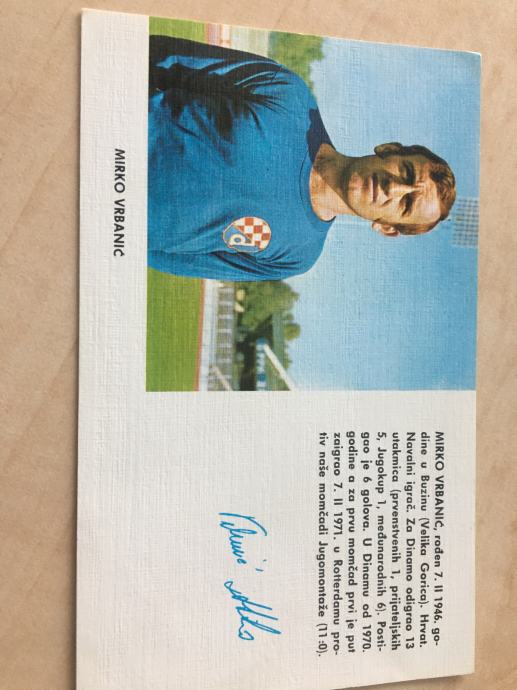 MIRKO VRBANIĆ
MIRKO VRBANIĆ, rođen 7. II 1946. go-
dine u Buzinu (Velika Gorica). Hrvat.
Navalni igrač. Za Dinamo odigrao 13
utakmica (prvenstvenih 1, prijateljskih
5, Jugokup 1, međunarodnih 6). Posti-
gao je 6 golova. U Dinamu od 1970.
godine a za prvu momčad prvi je put
zaigrao 7. II 1971. u Rotterdamu pro-
tiv naše momčadi Jugomontaže (11:0).